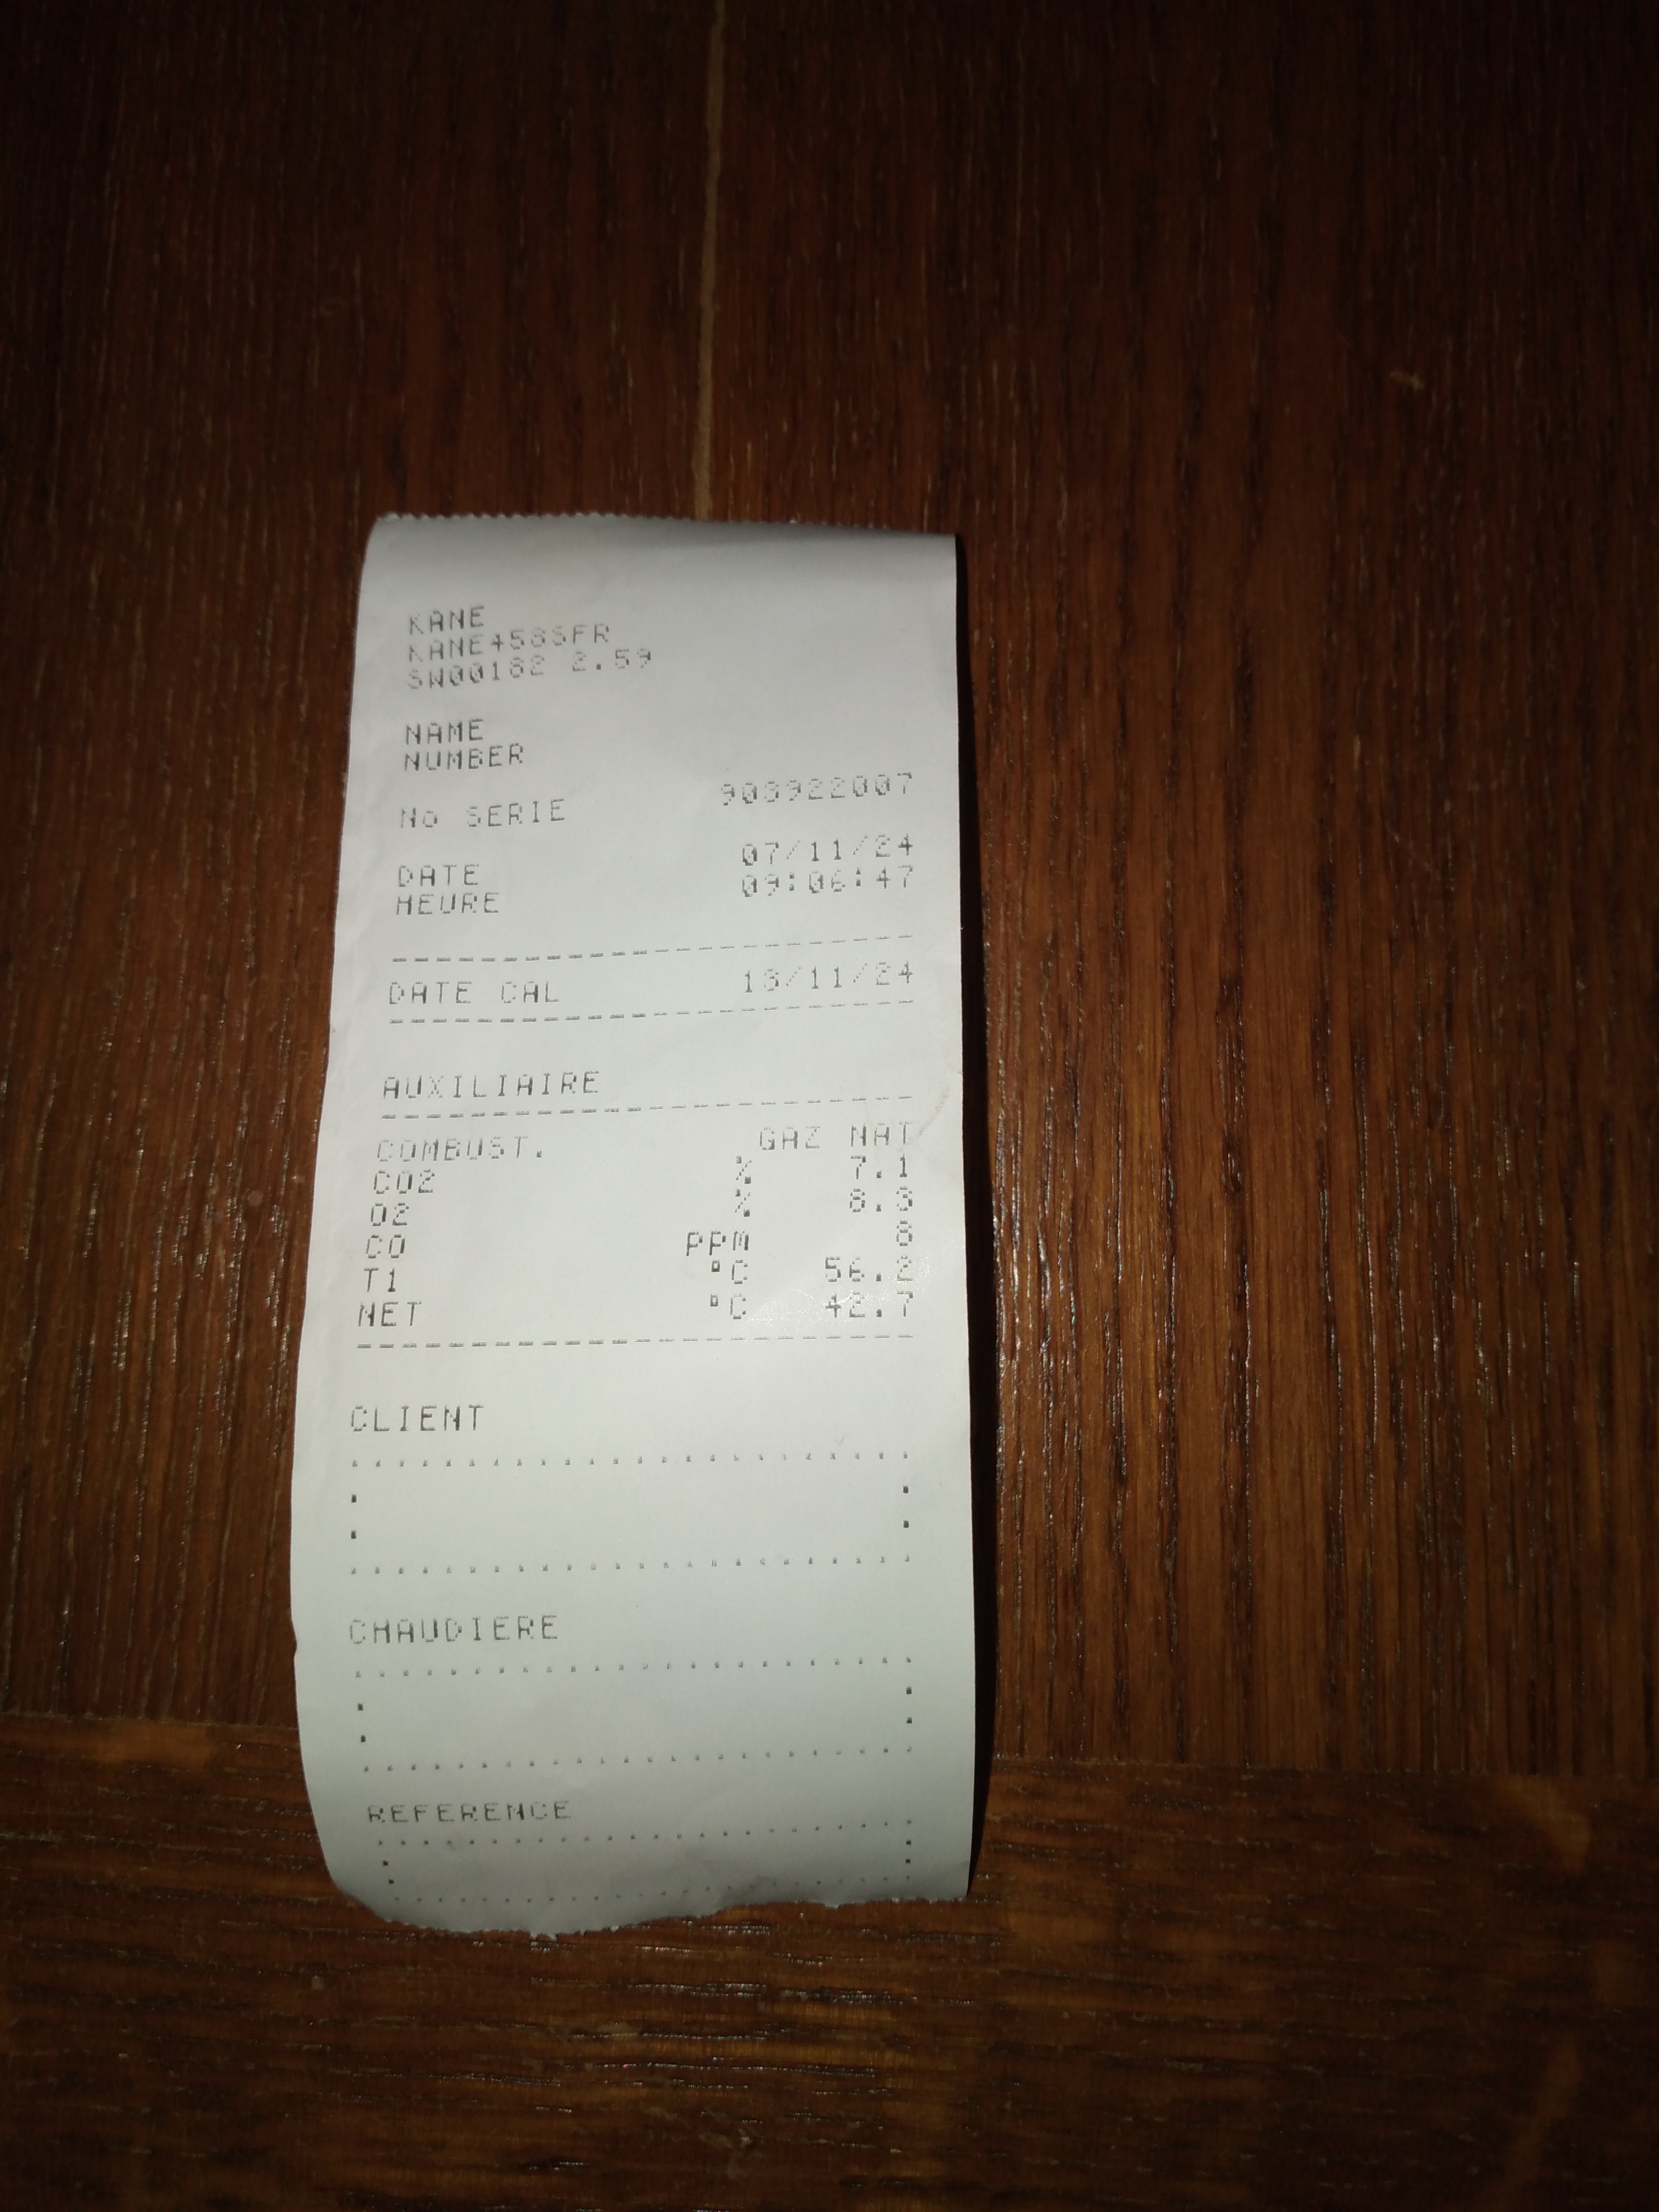 KANE
KANE458SFR
SW00182 2.59
NAME
NUMBER
No SERIE 908922007
DATE 07/11/24
HEURE 09:06:47
DATE CAL 13/11/24
AUXILIAIRE
COMBUST. GAZ NAT
CO2 % 7.1
O2 % 8.3
CO PPM 8
T1 °C 56.2
NET °C 42.7
CLIENT
CHAUDIERE
REFERENCE